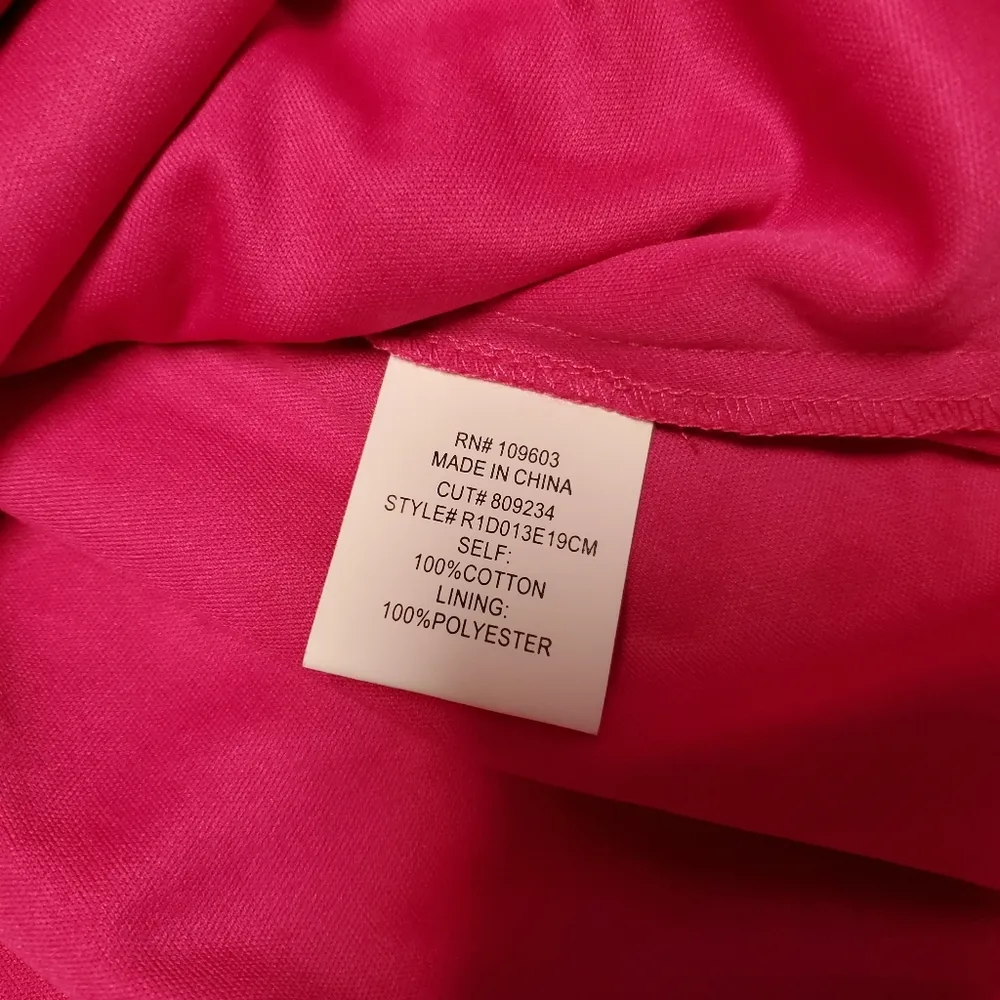 RN# 109603
MADE IN CHINA
CUT# 809234
STYLE# R1D013E19CM
SELF:
100%COTTON
LINING:
100%POLYESTER